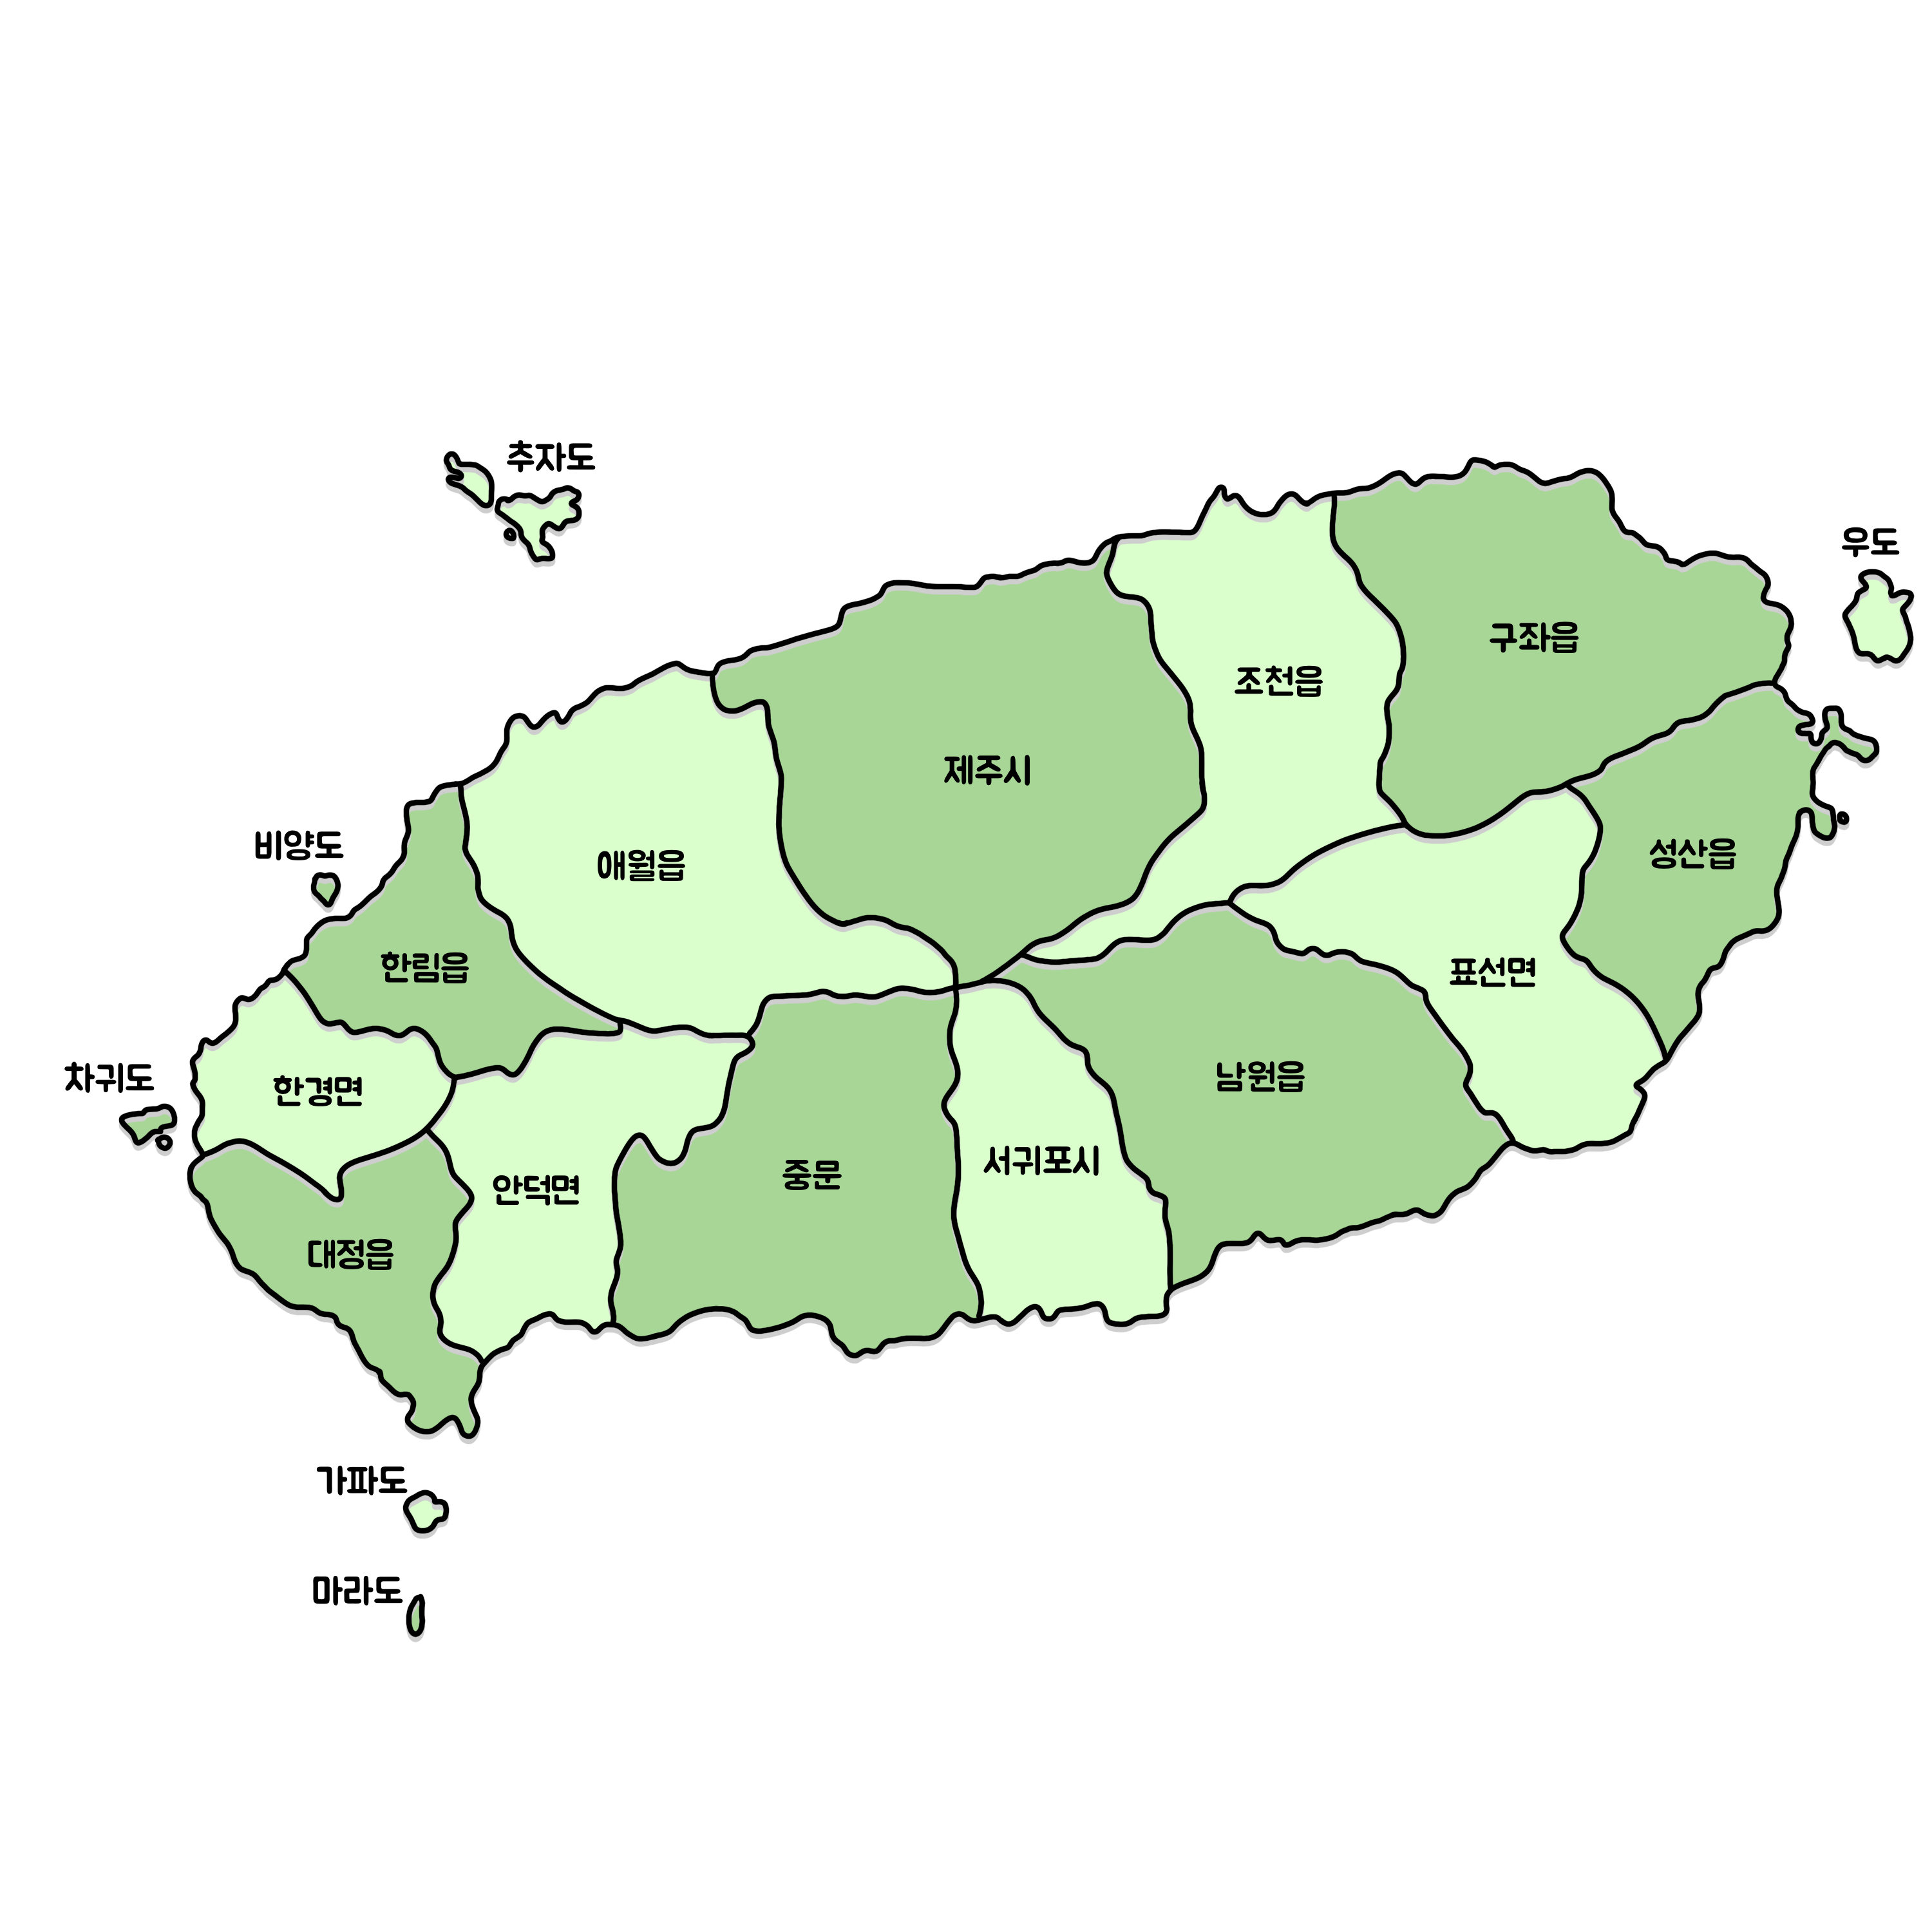 추자도
우도
구좌읍
조천읍
제주시
비양도
애월읍
성산읍
한림읍
표선면
차귀도
한경면
남원읍
서귀포시
중문
안덕면
대정읍
가파도
마라도